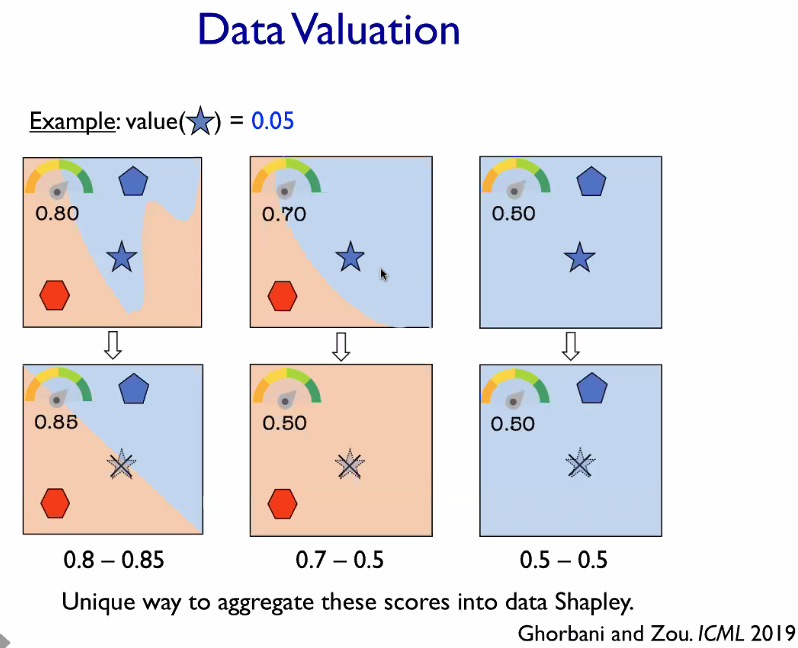 Data Valuation
Example: value( ) = 0.05
0.80
0.70
0.50
0.85
0.50
0.50
0.8 – 0.85
0.7 – 0.5
0.5 – 0.5
Unique way to aggregate these scores into data Shapley.
Ghorbani and Zou. ICML 2019